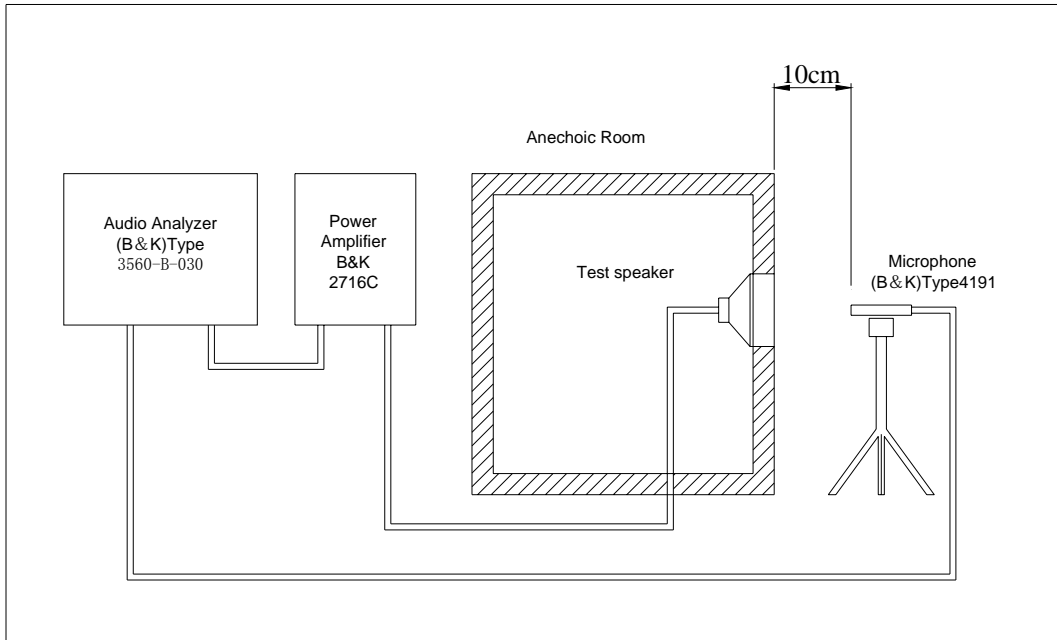 10cm
Anechoic Room
Audio Analyzer
(B&K)Type
3560-B-030
Power
Amplifier
B&K
2716C
Test speaker
Microphone
(B&K)Type4191